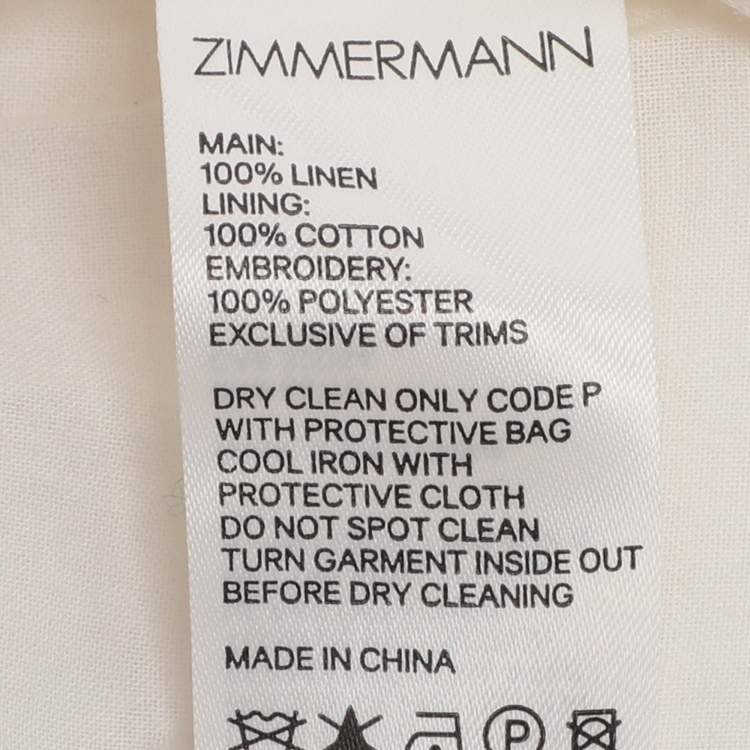 ZIMMERMANN
MAIN:
100% LINEN
LINING:
100% COTTON
EMBROIDERY:
100% POLYESTER
EXCLUSIVE OF TRIMS
DRY CLEAN ONLY CODE P
WITH PROTECTIVE BAG
COOL IRON WITH
PROTECTIVE CLOTH
DO NOT SPOT CLEAN
TURN GARMENT INSIDE OUT
BEFORE DRY CLEANING
MADE IN CHINA
P